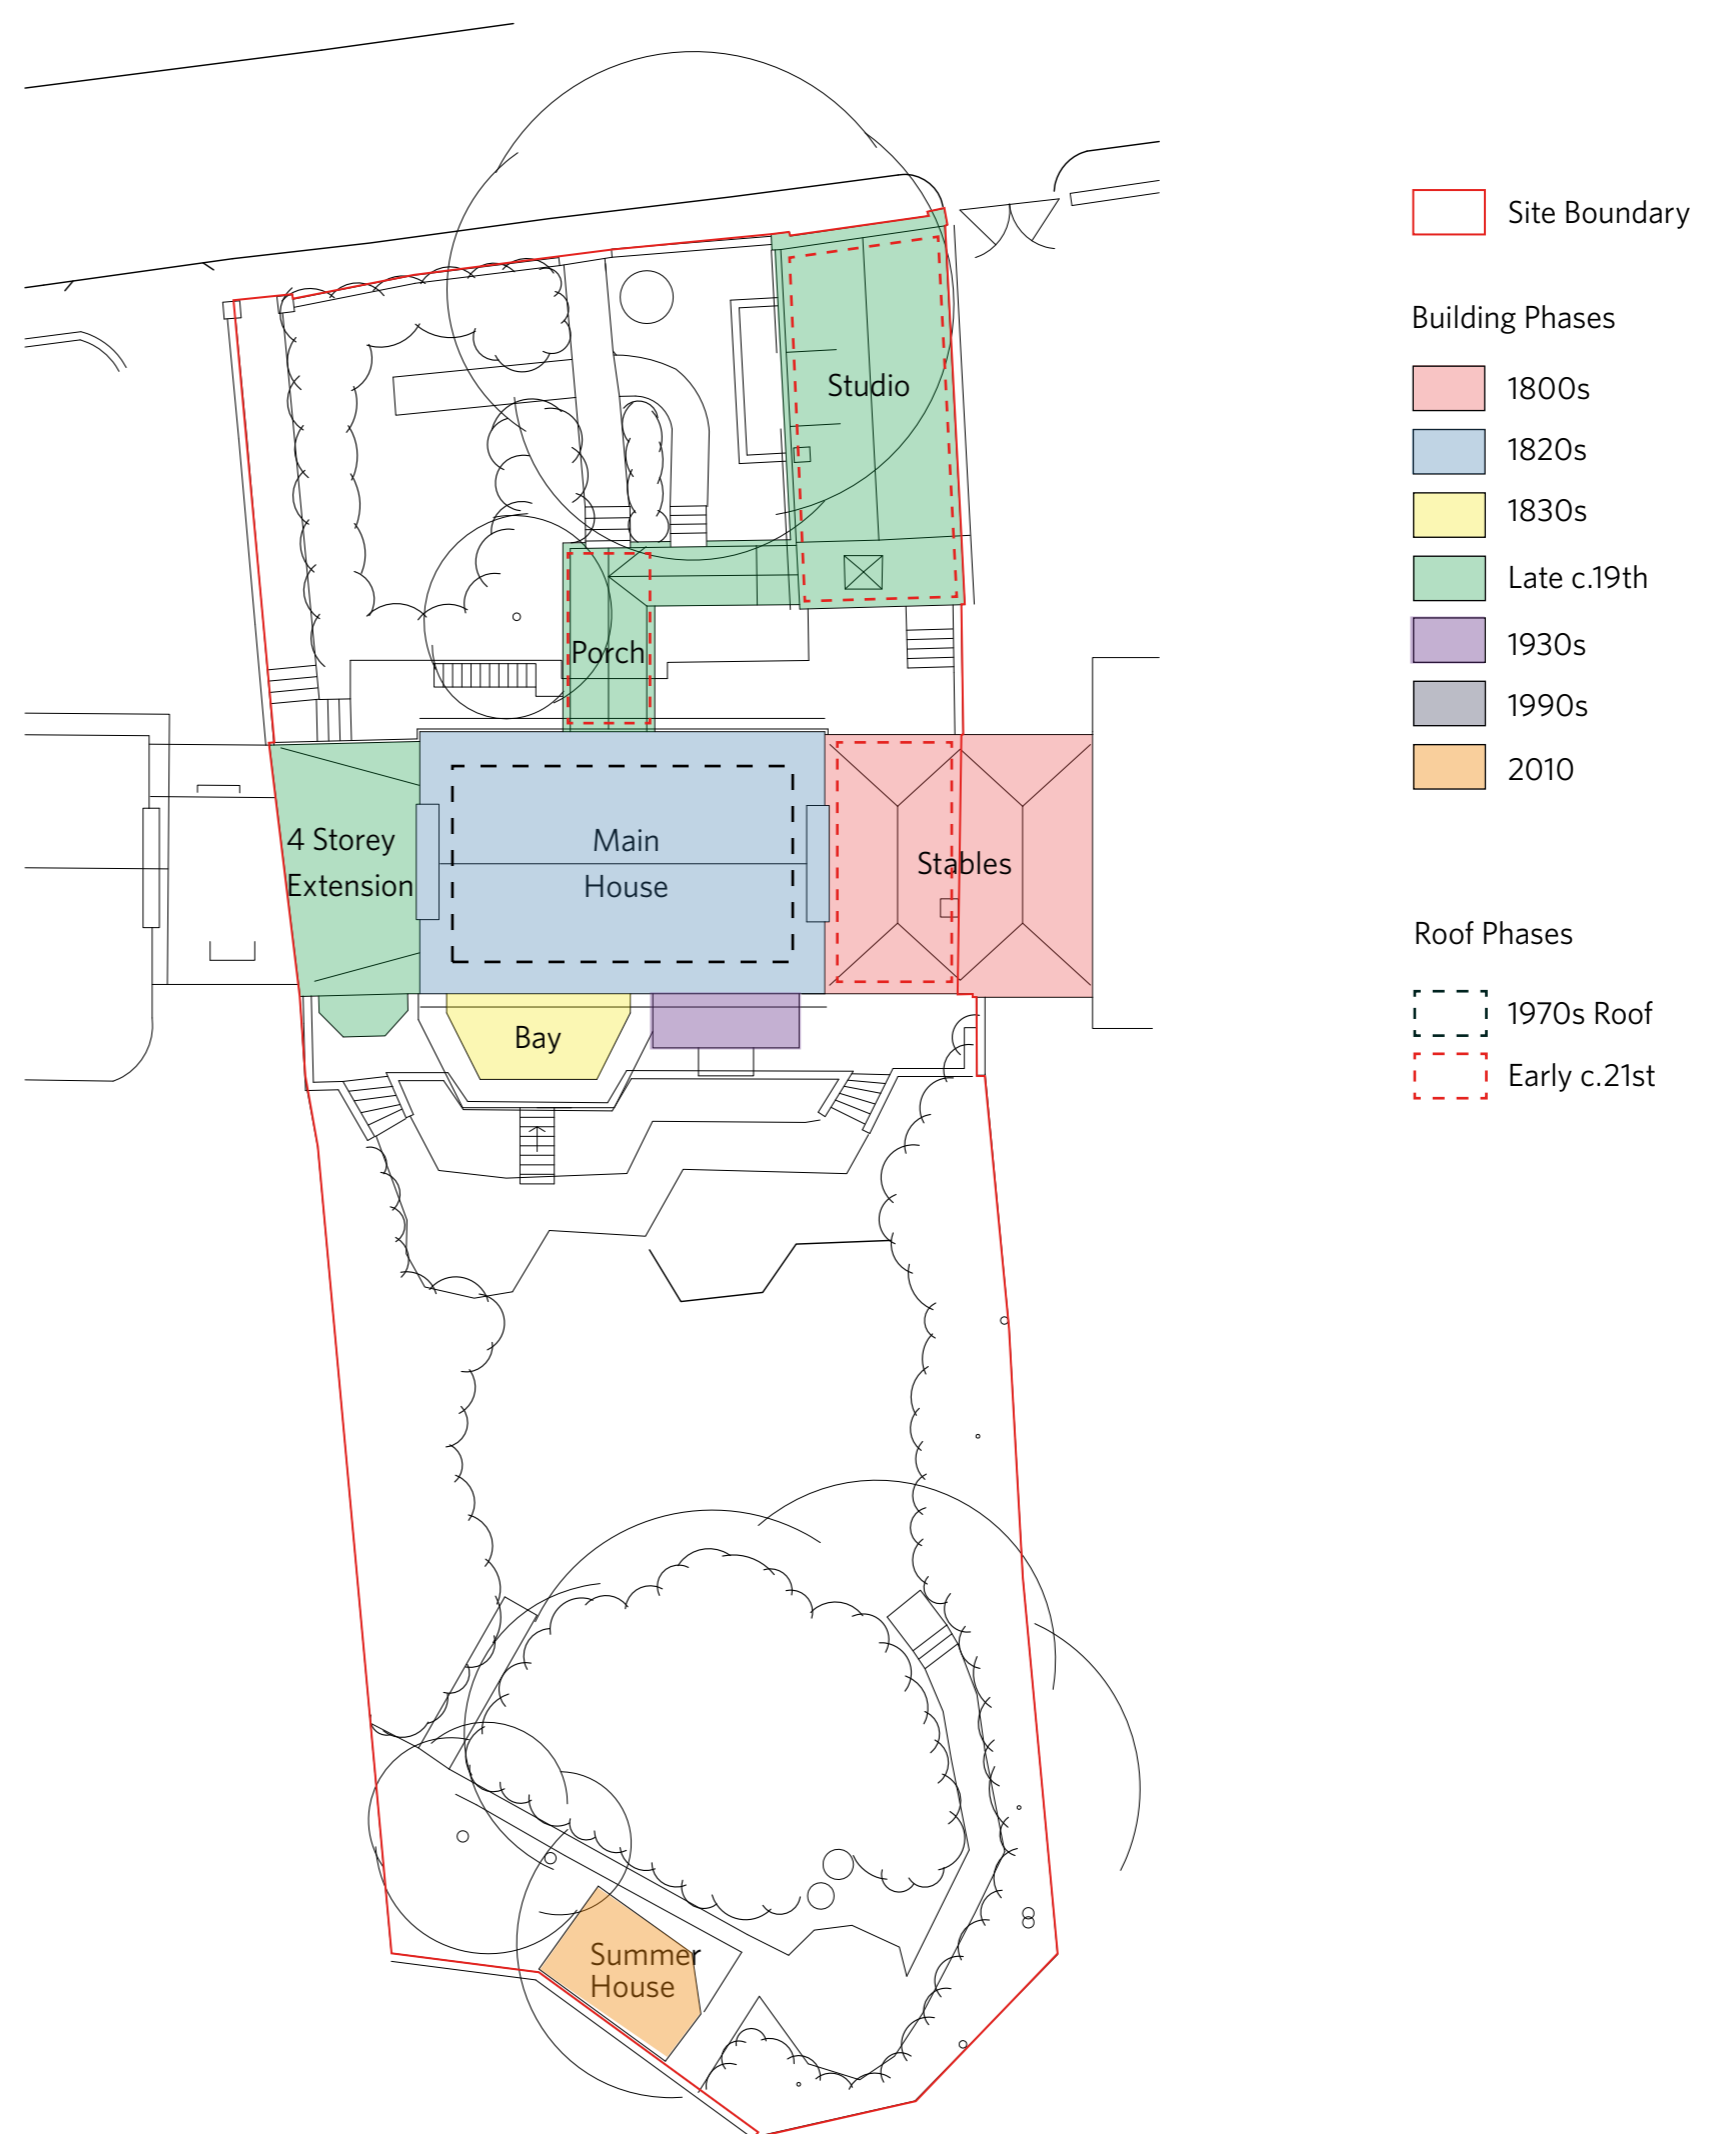 Studio
Porch
4 Storey
Extension
Main
House
Stables
Bay
Summer
House
Site Boundary
Building Phases
1800s
1820s
1830s
Late c.19th
1930s
1990s
2010
Roof Phases
1970s Roof
Early c.21st